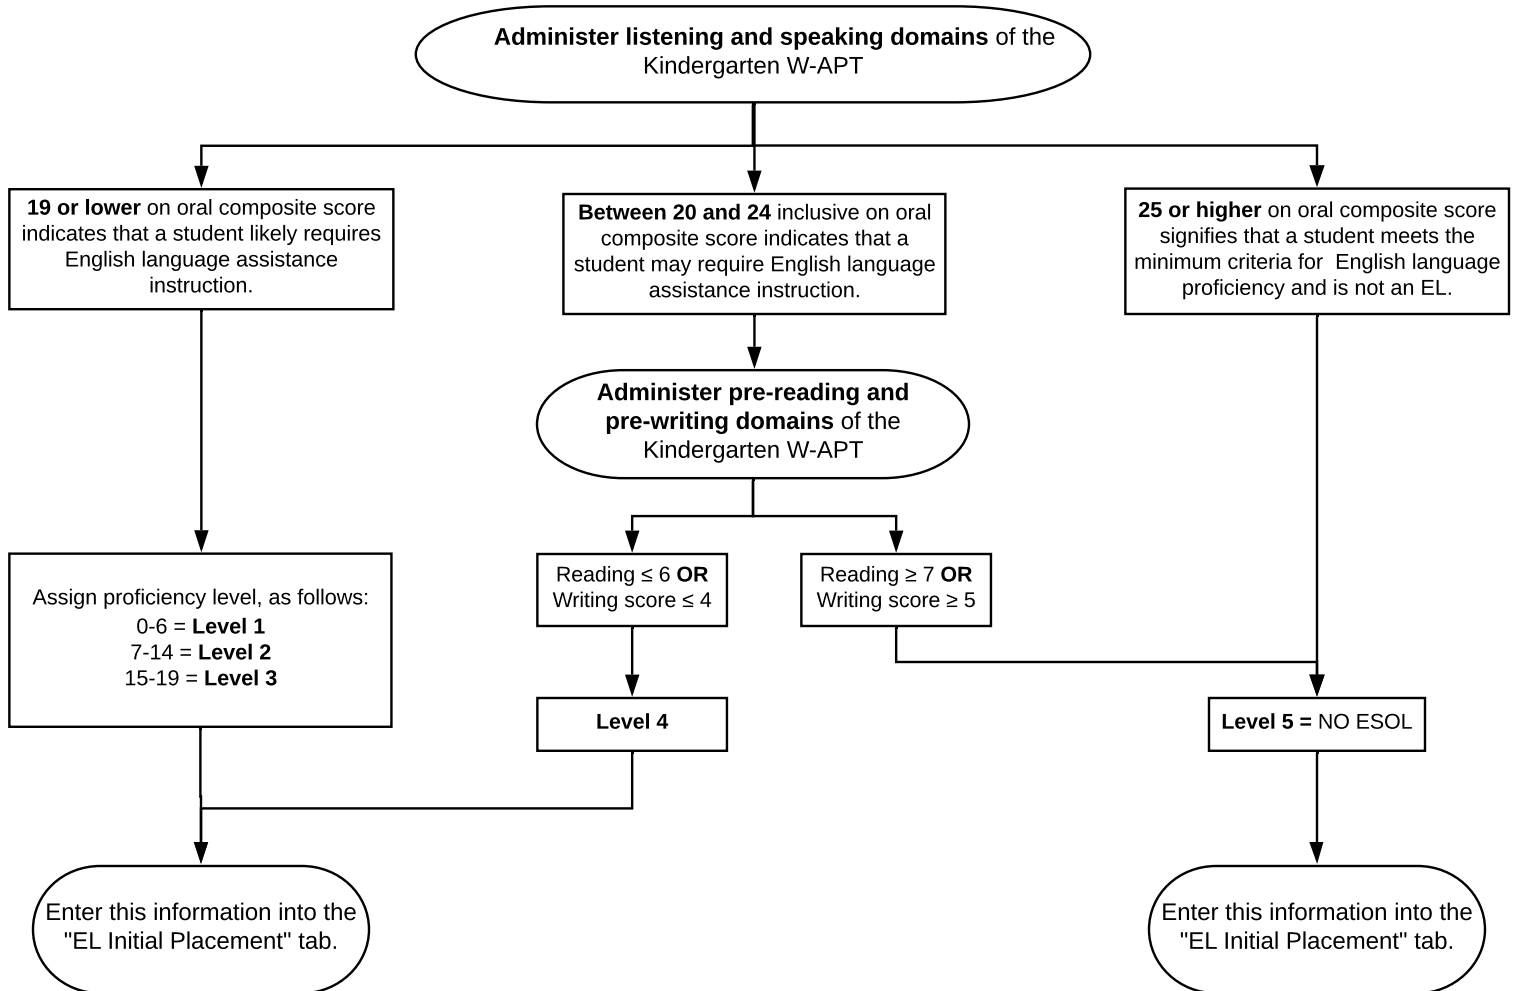 Administer listening and speaking domains of the
Kindergarten W-APT
19 or lower on oral composite score
indicates that a student likely requires
English language assistance
instruction.
Between 20 and 24 inclusive on oral
composite score indicates that a
student may require English language
assistance instruction.
25 or higher on oral composite score
signifies that a student meets the
minimum criteria for  English language
proficiency and is not an EL.
Administer pre-reading and
pre-writing domains of the
Kindergarten W-APT
Assign proficiency level, as follows:
0-6 = Level 1
7-14 = Level 2
15-19 = Level 3
Reading ≤ 6 OR
Writing score ≤ 4
Reading ≥ 7 OR
Writing score ≥ 5
Level 4
Level 5 = NO ESOL
Enter this information into the
"EL Initial Placement" tab.
Enter this information into the
"EL Initial Placement" tab.